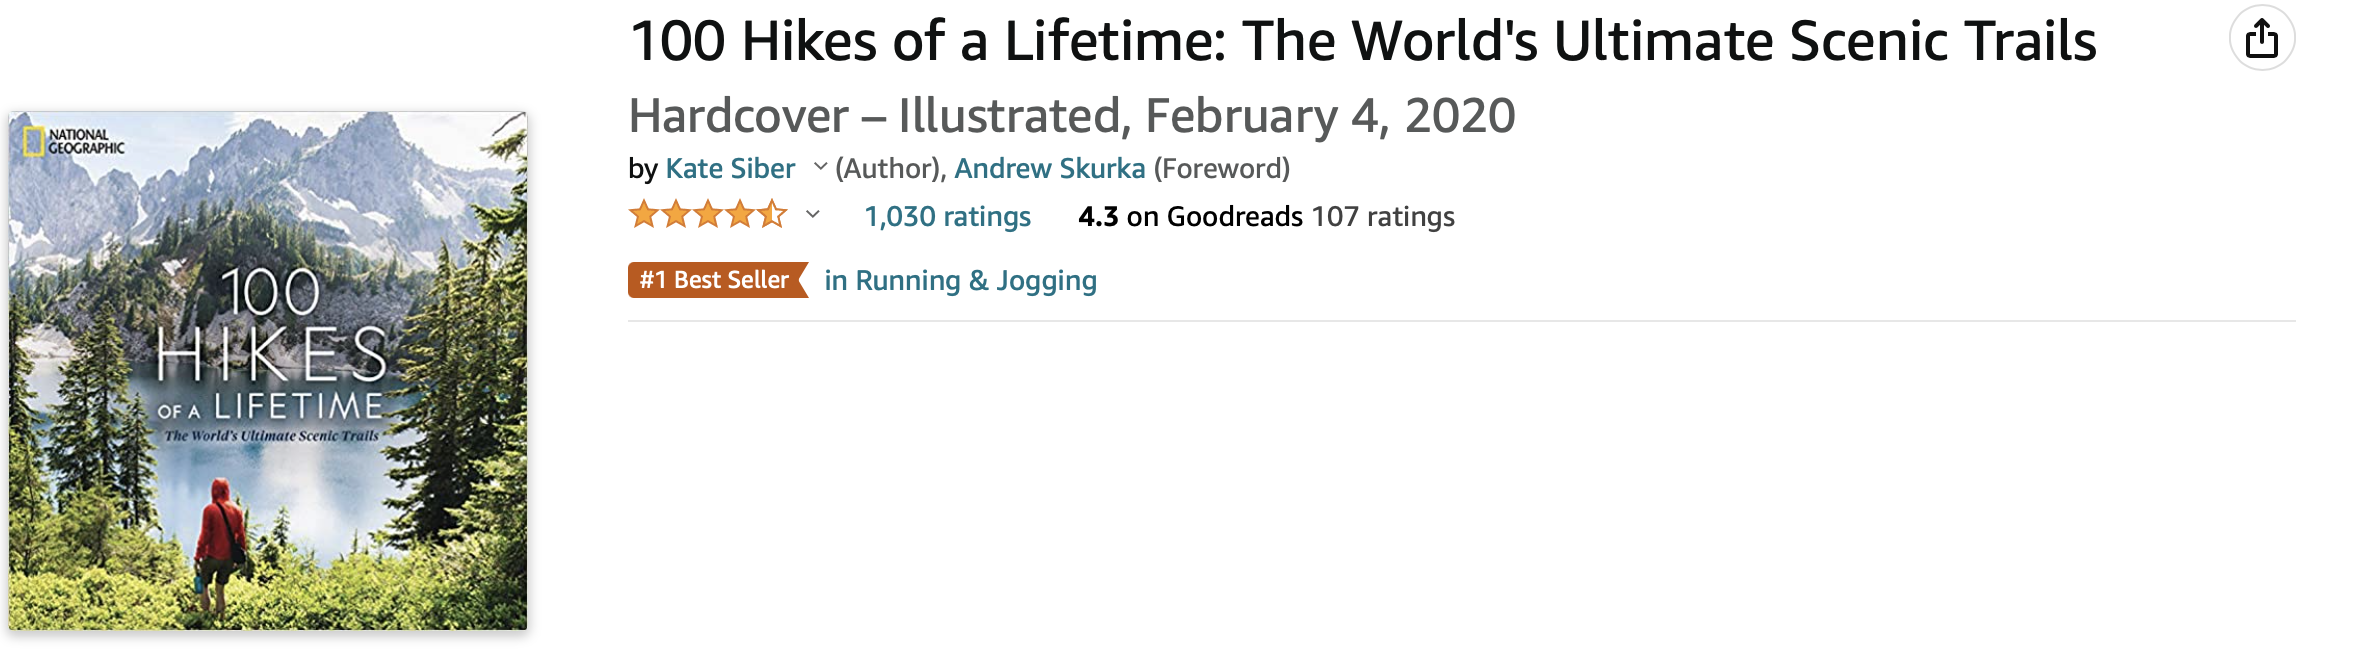 100 Hikes of a Lifetime: The World's Ultimate Scenic Trails
Hardcover – Illustrated, February 4, 2020
by Kate Siber (Author), Andrew Skurka (Foreword)
1,030 ratings 4.3 on Goodreads 107 ratings
#1 Best Seller in Running & Jogging
NATIONAL
GEOGRAPHIC
100
HIKES
OF A LIFETIME
The World's Ultimate Scenic Trails